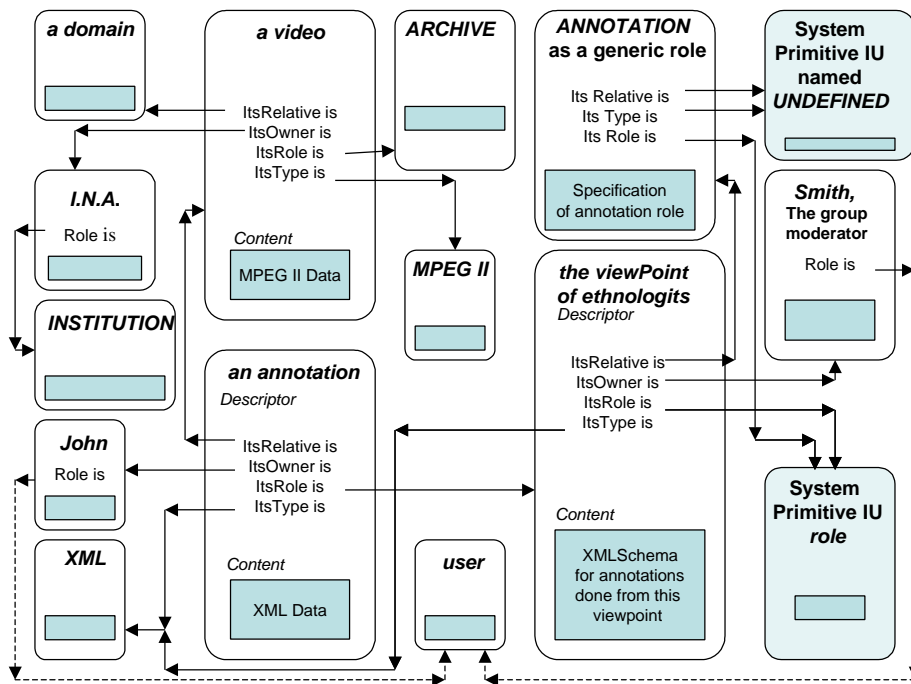 a domain
a video
ItsRelative is
ItsOwner is
ItsRole is
ItsType is
Content
MPEG II Data
ARCHIVE
ANNOTATION
as a generic role
Its Relative is
Its Type is
Its Role is
Specification
of annotation role
System
Primitive IU
named
UNDEFINED
I.N.A.
Role is
INSTITUTION
MPEG II
Smith,
The group
moderator
Role is
an annotation
Descriptor
ItsRelative is
ItsOwner is
ItsRole is
ItsType is
Content
XML Data
the viewPoint
of ethnologits
Descriptor
ItsRelative is
ItsOwner is
ItsRole is
ItsType is
Content
XMLSchema
for annotations
done from this
viewpoint
John
Role is
XML
user
System
Primitive IU
role